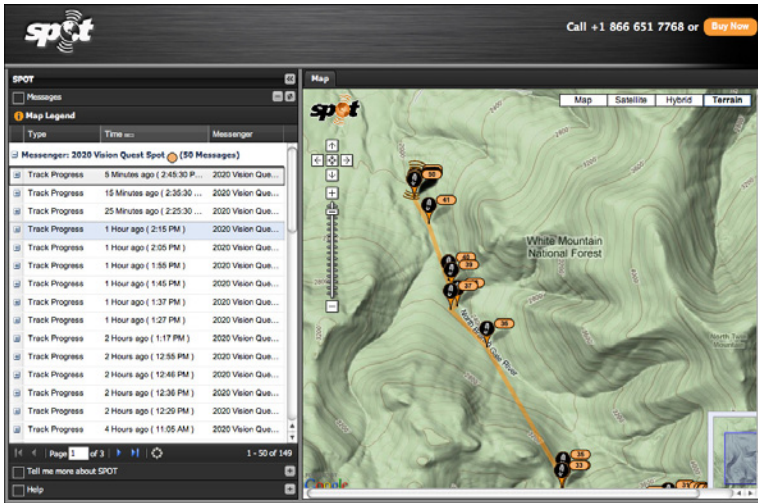 spot
Call +1 866 651 7768 or Buy Now
SPOT
Map
Messages
Map Legend
Type Time Messenger
Messenger: 2020 Vision Quest Spot (50 Messages)
Track Progress 5 Minutes ago ( 2:45:30 P... 2020 Vision Que...
Track Progress 15 Minutes ago ( 2:35:30 ... 2020 Vision Que...
Track Progress 25 Minutes ago ( 2:25:30 ... 2020 Vision Que...
Track Progress 1 Hour ago ( 2:15 PM ) 2020 Vision Que...
Track Progress 1 Hour ago ( 2:05 PM ) 2020 Vision Que...
Track Progress 1 Hour ago ( 1:55 PM ) 2020 Vision Que...
Track Progress 1 Hour ago ( 1:45 PM ) 2020 Vision Que...
Track Progress 1 Hour ago ( 1:37 PM ) 2020 Vision Que...
Track Progress 1 Hour ago ( 1:27 PM ) 2020 Vision Que...
Track Progress 2 Hours ago ( 1:17 PM ) 2020 Vision Que...
Track Progress 2 Hours ago ( 12:55 PM ) 2020 Vision Que...
Track Progress 2 Hours ago ( 12:46 PM ) 2020 Vision Que...
Track Progress 2 Hours ago ( 12:36 PM ) 2020 Vision Que...
Track Progress 2 Hours ago ( 12:29 PM ) 2020 Vision Que...
Track Progress 4 Hours ago ( 11:05 AM ) 2020 Vision Que...
Page 1 of 3 1 - 50 of 149
Tell me more about SPOT
Help
spot
Map Satellite Hybrid Terrain
50
41
White Mountain
National Forest
39
37
36
River
North Twin
Mountain
35
33
Google